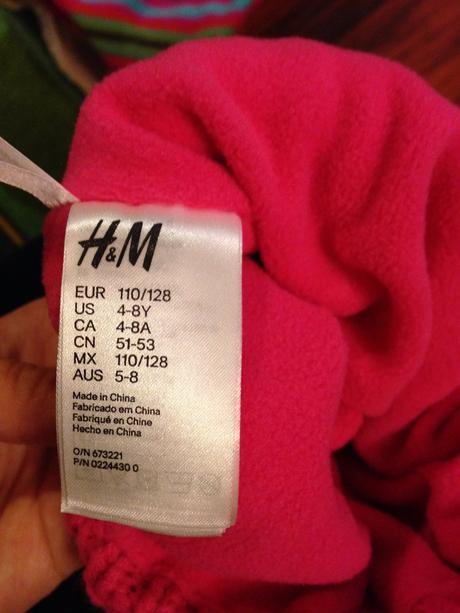 H&M
EUR 110/128
US 4-8Y
CA 4-8A
CN 51-53
MX 110/128
AUS 5-8
Made in China
Fabricado em China
Fabriqué en Chine
Hecho en China
O/N 673221
P/N 0224430 0